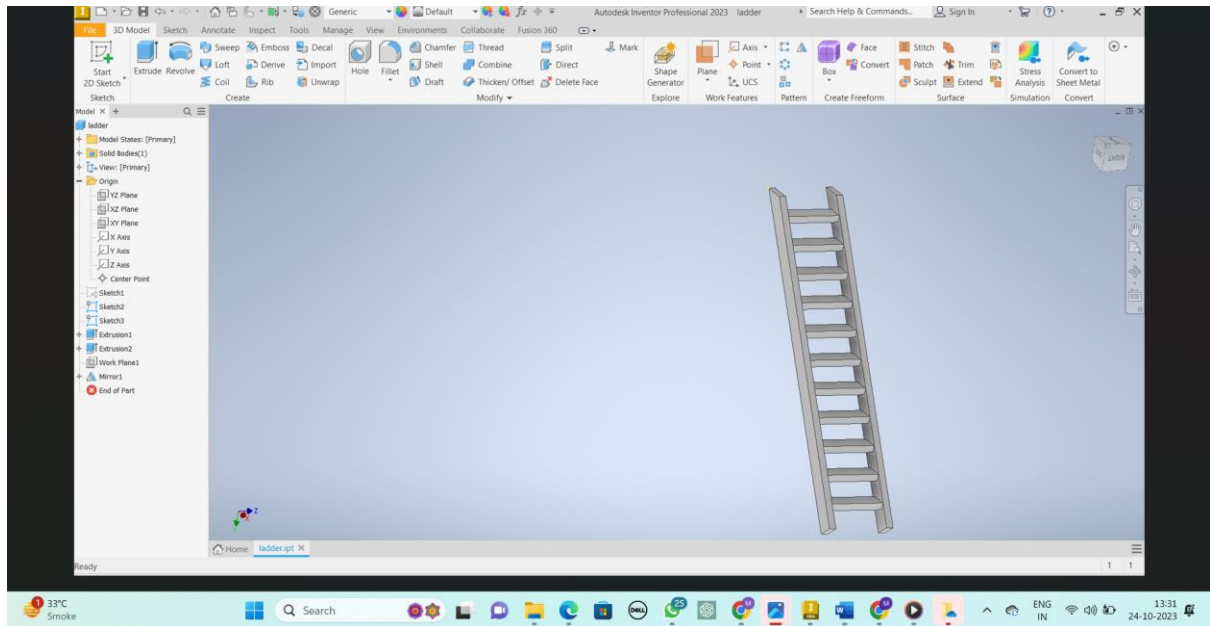 Generic Default fx Autodesk Inventor Professional 2023 ladder Search Help & Commands... Sign In
File 3D Model Sketch Annotate Inspect Tools Manage View Environments Collaborate Fusion 360
Sweep Emboss Decal Chamfer Thread Split Mark Axis Face Stitch
Loft Derive Import Shell Combine Direct Point Convert Patch Trim
Start 2D Sketch Extrude Revolve Hole Fillet Shape Generator Plane Box Stress Analysis Convert to Sheet Metal
Coil Rib Unwrap Draft Thicken/ Offset Delete Face UCS Sculpt Extend
Sketch Create Modify Explore Work Features Pattern Create Freeform Surface Simulation Convert
Model
ladder
Model States: [Primary]
Solid Bodies(1)
View: [Primary]
Origin
YZ Plane
XZ Plane
XY Plane
X Axis
Y Axis
Z Axis
Center Point
Sketch1
Sketch2
Sketch3
Extrusion1
Extrusion2
Work Plane1
Mirror1
End of Part
Z
Home ladder.ipt
Ready 1 1
1 33°C
Smoke
Search
DELL
25
ENG
IN
13:31
24-10-2023